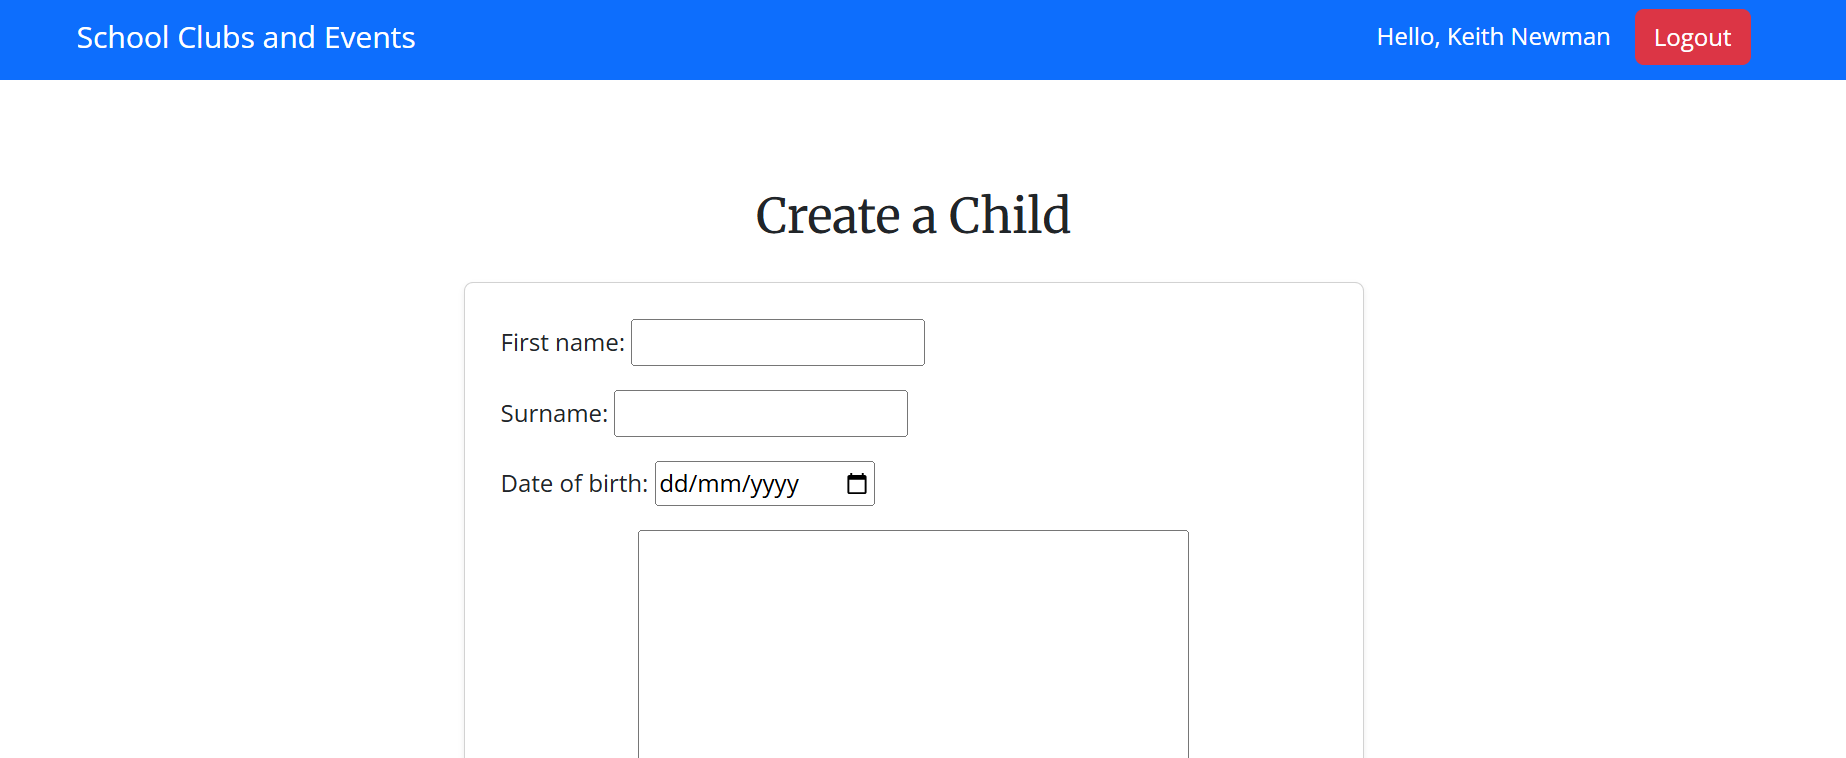 School Clubs and Events
Hello, Keith Newman
Logout
Create a Child
First name:
Surname:
Date of birth: dd/mm/yyyy